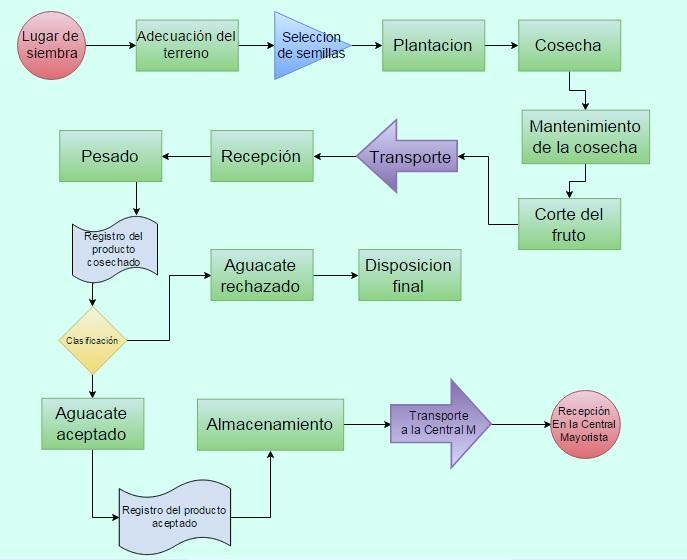 Lugar de
siembra
Adecuación del
terreno
Seleccion
de semillas
Plantacion
Cosecha
Mantenimiento
de la cosecha
Corte del
fruto
Transporte
Recepción
Pesado
Registro del
producto
cosechado
Clasificación
Aguacate
rechazado
Disposicion
final
Aguacate
aceptado
Registro del producto
aceptado
Almacenamiento
Transporte
a la Central M
Recepción
En la Central
Mayorista